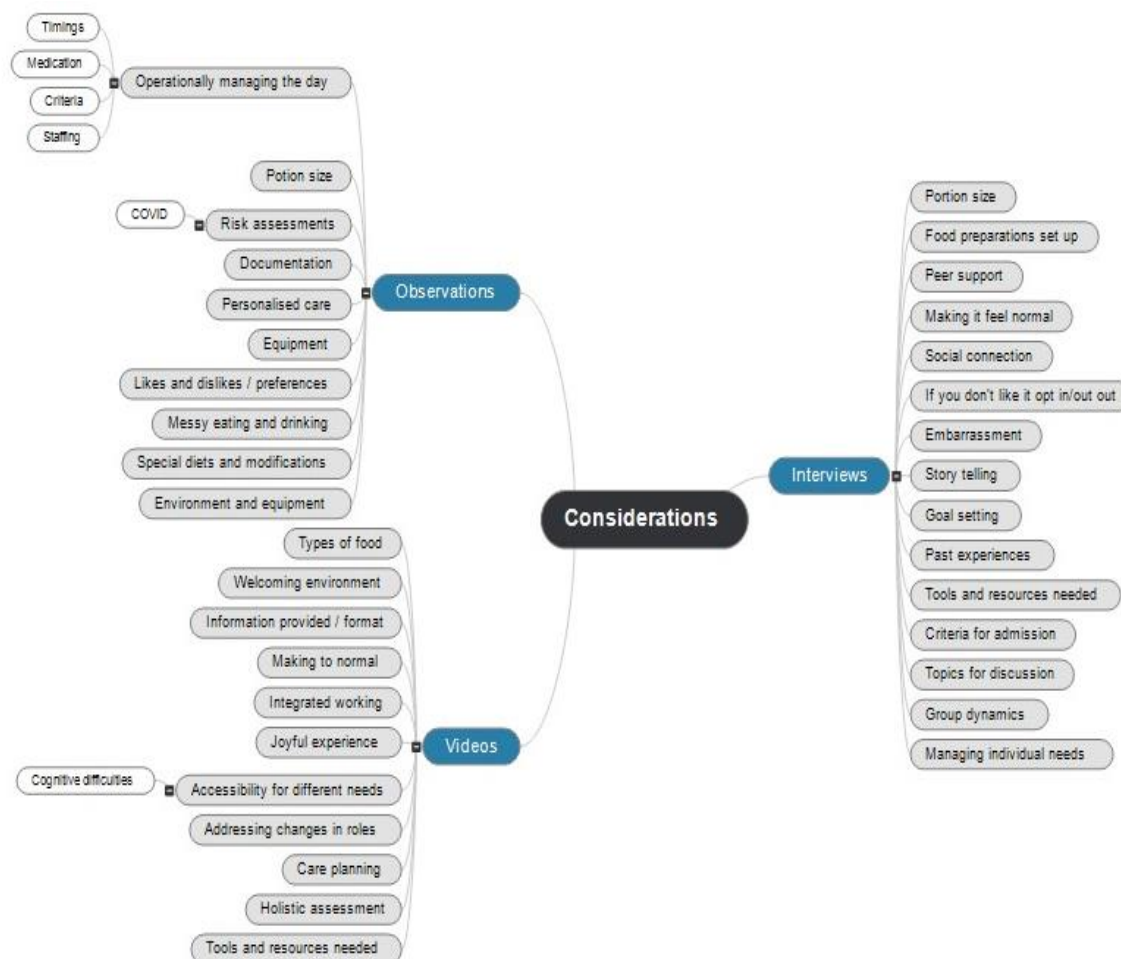 Timings
Medication
Criteria
Staffing
Operationally managing the day
Potion size
COVID
Risk assessments
Documentation
Personalised care
Equipment
Likes and dislikes / preferences
Messy eating and drinking
Special diets and modifications
Environment and equipment
Observations
Types of food
Welcoming environment
Information provided / format
Making to normal
Integrated working
Joyful experience
Cognitive difficulties
Accessibility for different needs
Addressing changes in roles
Care planning
Holistic assessment
Tools and resources needed
Videos
Considerations
Interviews
Portion size
Food preparations set up
Peer support
Making it feel normal
Social connection
If you don't like it opt in/out out
Embarrassment
Story telling
Goal setting
Past experiences
Tools and resources needed
Criteria for admission
Topics for discussion
Group dynamics
Managing individual needs